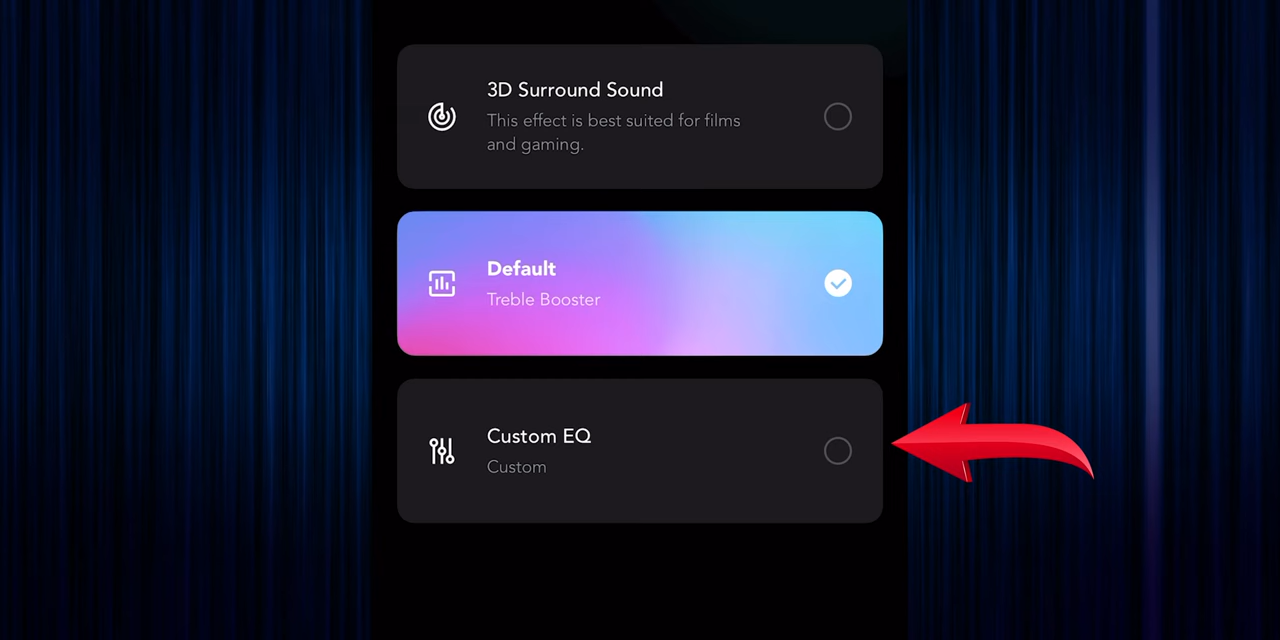 3D Surround Sound
This effect is best suited for films
and gaming.
Default
Treble Booster
Custom EQ
Custom